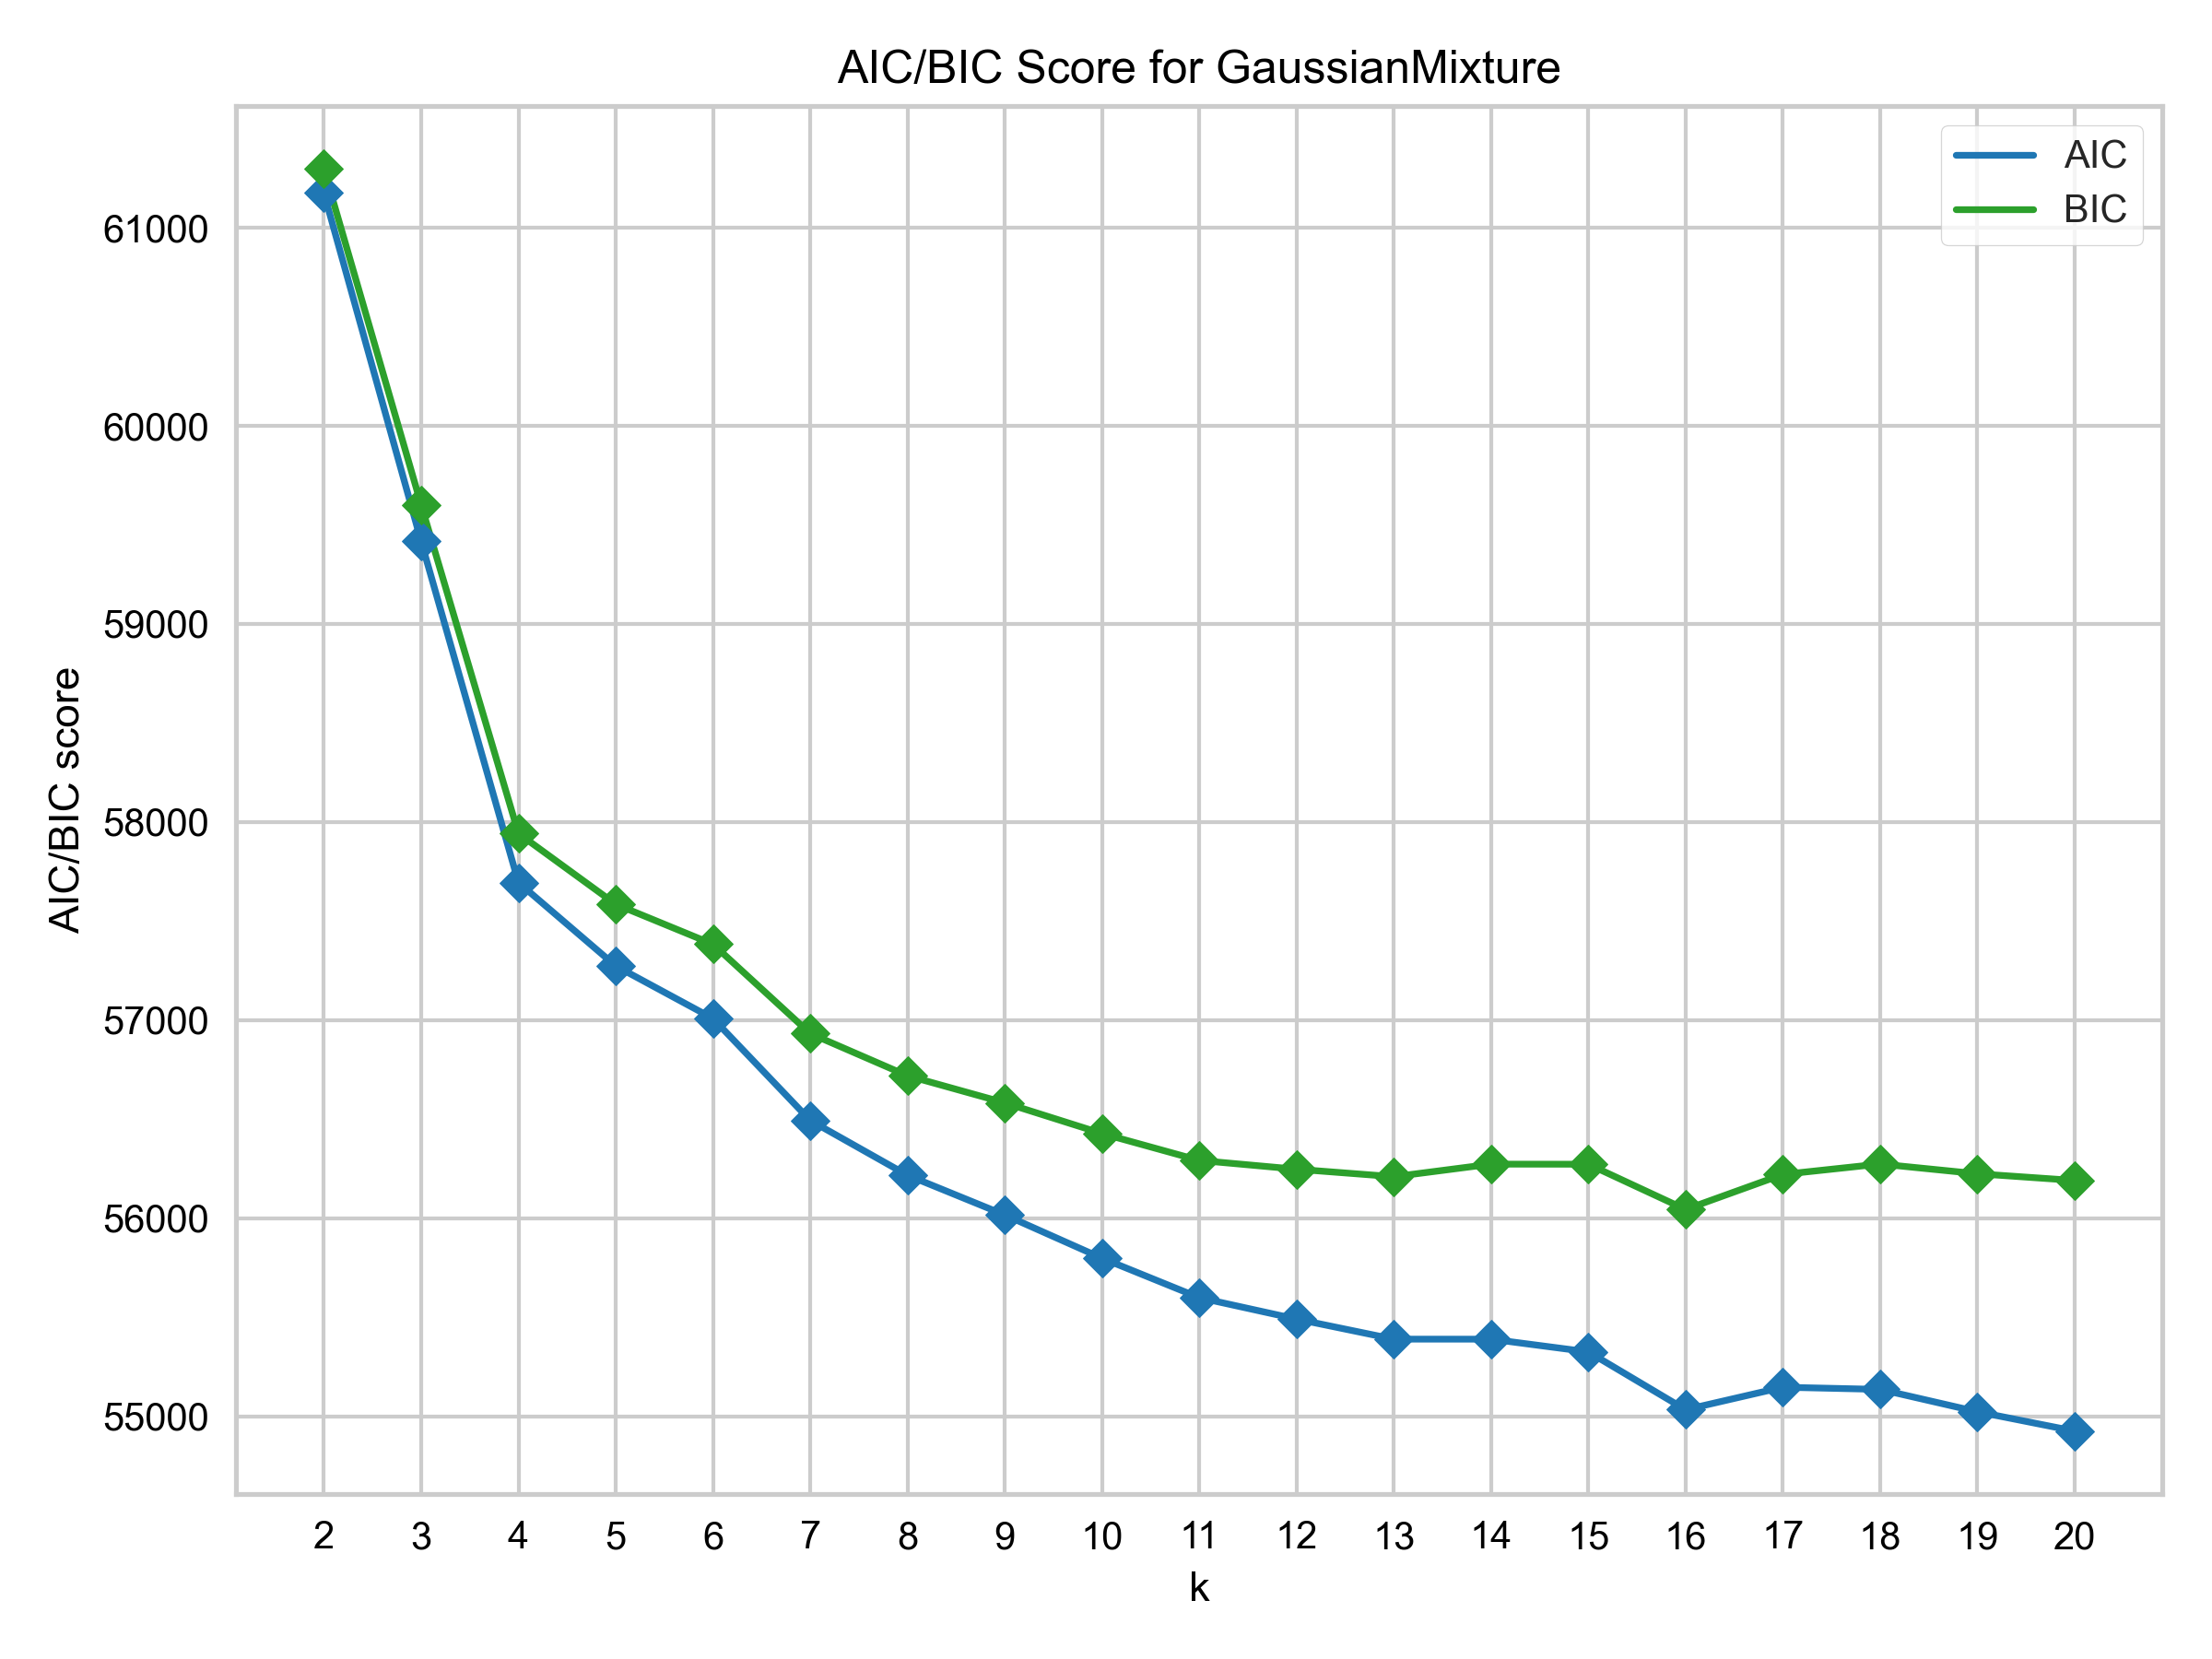 AIC/BIC Score for GaussianMixture
AIC
BIC
61000
60000
59000
58000
57000
56000
55000
AIC/BIC score
2 3 4 5 6 7 8 9 10 11 12 13 14 15 16 17 18 19 20
k